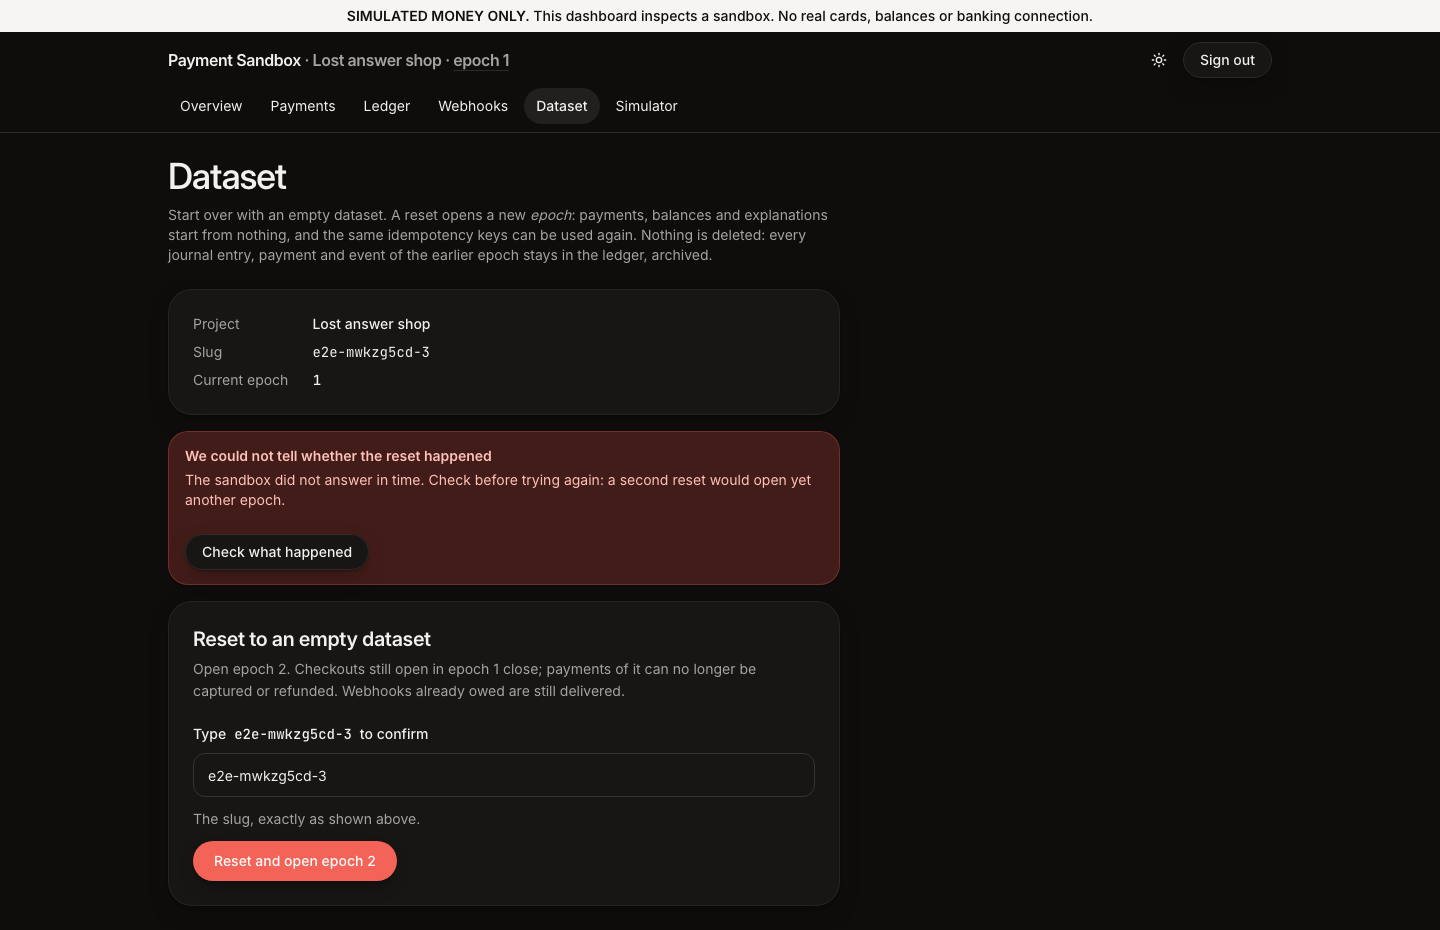 SIMULATED MONEY ONLY. This dashboard inspects a sandbox. No real cards, balances or banking connection.
Payment Sandbox · Lost answer shop · epoch 1
Sign out
Overview
Payments
Ledger
Webhooks
Dataset
Simulator
Dataset
Start over with an empty dataset. A reset opens a new epoch: payments, balances and explanations
start from nothing, and the same idempotency keys can be used again. Nothing is deleted: every
journal entry, payment and event of the earlier epoch stays in the ledger, archived.
Project Lost answer shop
Slug e2e-mwkzg5cd-3
Current epoch 1
We could not tell whether the reset happened
The sandbox did not answer in time. Check before trying again: a second reset would open yet
another epoch.
Check what happened
Reset to an empty dataset
Open epoch 2. Checkouts still open in epoch 1 close; payments of it can no longer be
captured or refunded. Webhooks already owed are still delivered.
Type e2e-mwkzg5cd-3 to confirm
e2e-mwkzg5cd-3
The slug, exactly as shown above.
Reset and open epoch 2